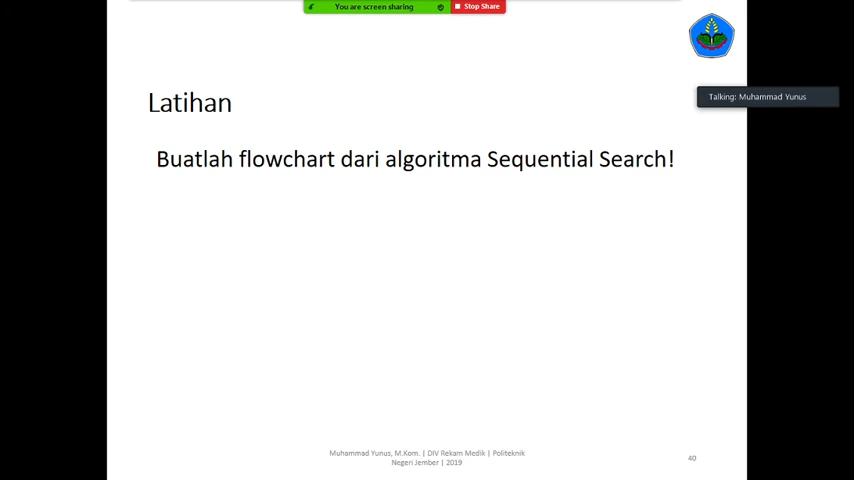 You are screen sharing
Stop Share
Talking: Muhammad Yunus
Latihan
Buatlah flowchart dari algoritma Sequential Search!
Muhammad Yunus, M.Kom. | DIV Rekam Medik | Politeknik
Negeri Jember | 2019
40